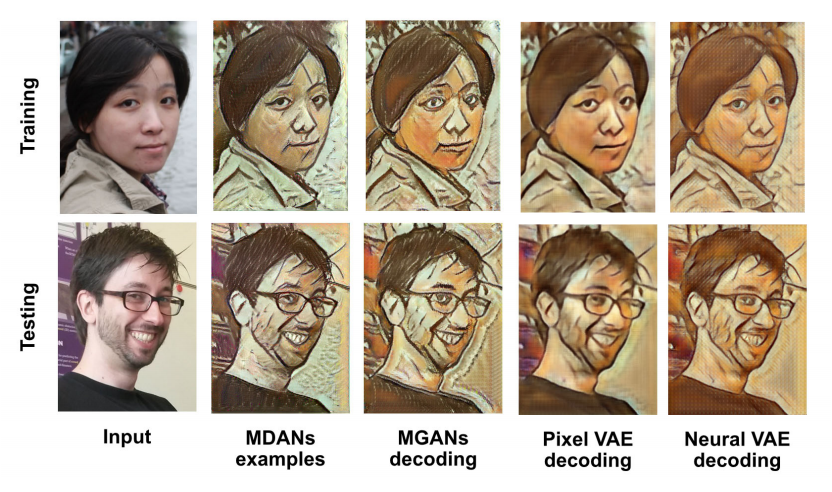 Training
Testing
Input
MDANs
examples
MGANs
decoding
Pixel VAE
decoding
Neural VAE
decoding